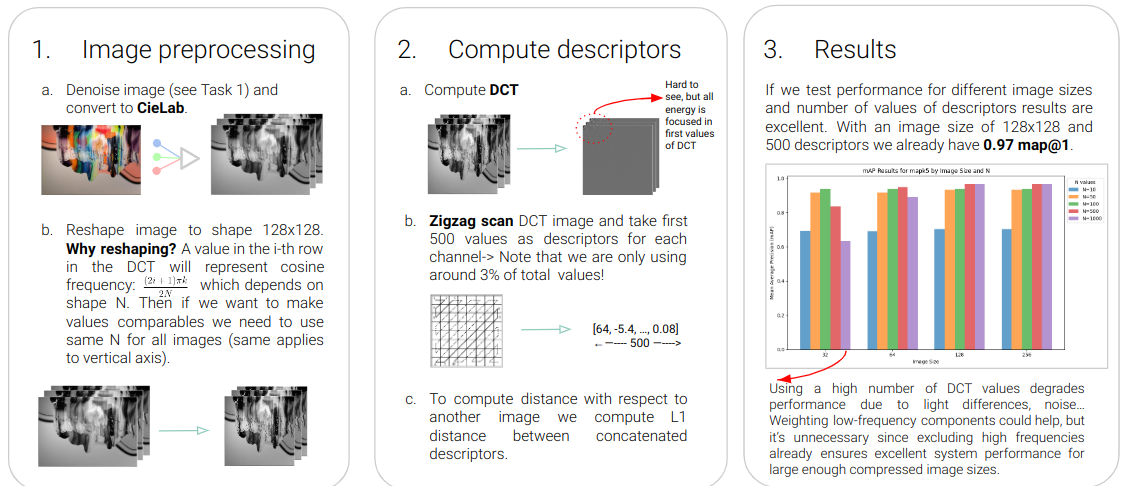 1. Image preprocessing
a. Denoise image (see Task 1) and
convert to CieLab.
b. Reshape image to shape 128x128.
Why reshaping? A value in the i-th row
in the DCT will represent cosine
frequency: (2i + 1)πk / 2N which depends on
shape N. Then if we want to make
values comparables we need to use
same N for all images (same applies
to vertical axis).
2. Compute descriptors
a. Compute DCT
Hard to
see, but all
energy is
focused in
first values
of DCT
b. Zigzag scan DCT image and take first
500 values as descriptors for each
channel-> Note that we are only using
around 3% of total values!
[64, -5.4, ..., 0.08]
←---- 500 ---->
c. To compute distance with respect to
another image we compute L1
distance between concatenated
descriptors.
3. Results
If we test performance for different image sizes
and number of values of descriptors results are
excellent. With an image size of 128x128 and
500 descriptors we already have 0.97 map@1.
mAP Results for mapk5 by Image Size and N
N values
N=10
N=50
N=100
N=500
N=1000
Mean Average Precision (mAP)
1.0
0.8
0.6
0.4
0.2
0.0
32 64 128 256
Image Size
Using a high number of DCT values degrades
performance due to light differences, noise...
Weighting low-frequency components could help, but
it's unnecessary since excluding high frequencies
already ensures excellent system performance for
large enough compressed image sizes.